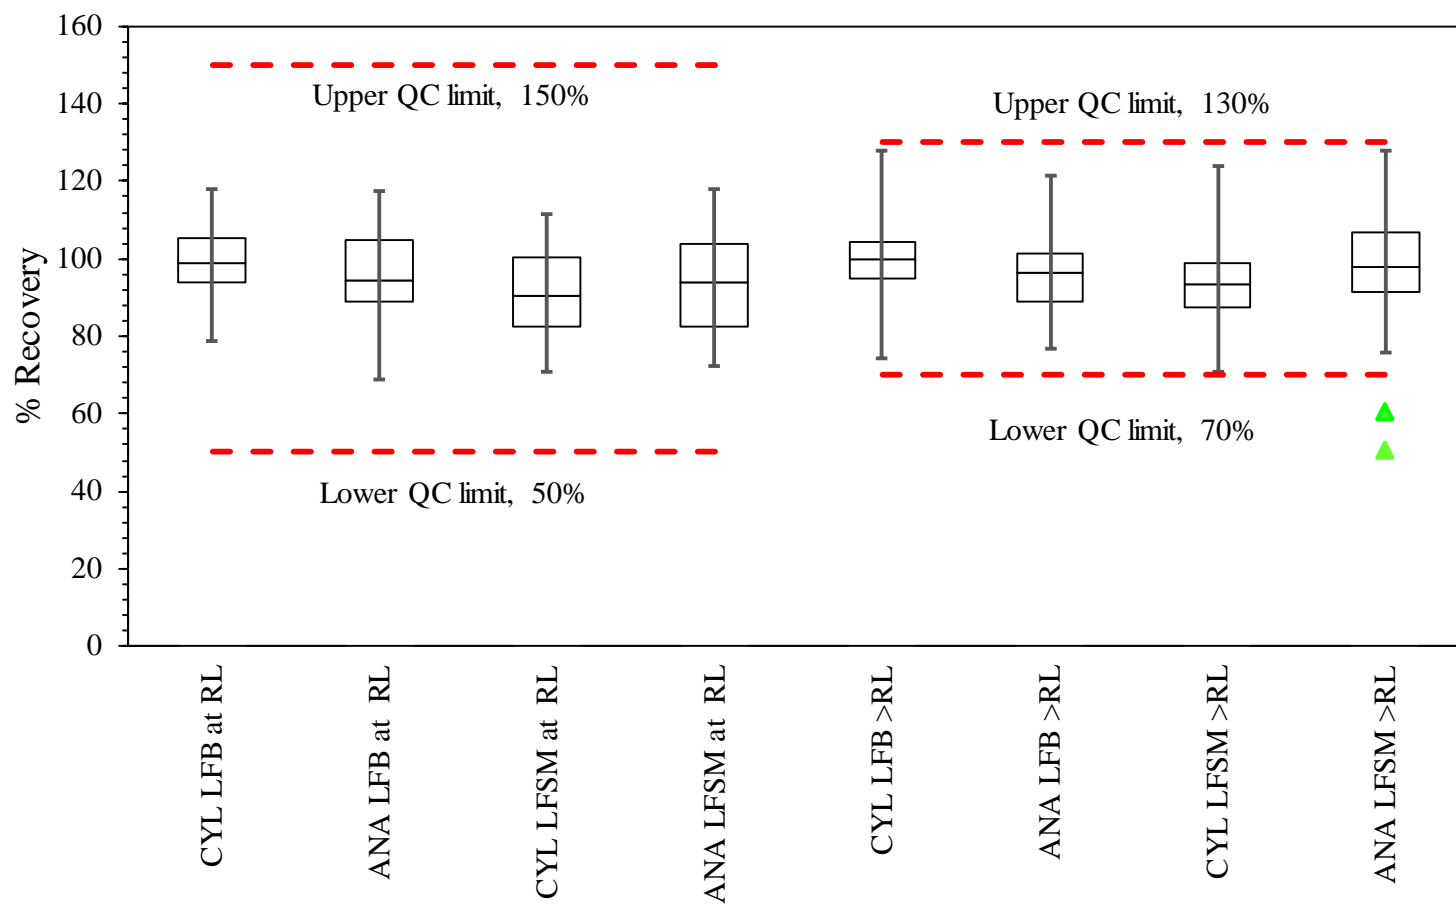 160
140
120
100
80
60
40
20
0
% Recovery
Upper QC limit, 150%
Upper QC limit, 130%
Lower QC limit, 70%
Lower QC limit, 50%
CYL LFB at RL
ANA LFB at RL
CYL LFSM at RL
ANA LFSM at RL
CYL LFB >RL
ANA LFB >RL
CYL LFSM >RL
ANA LFSM >RL